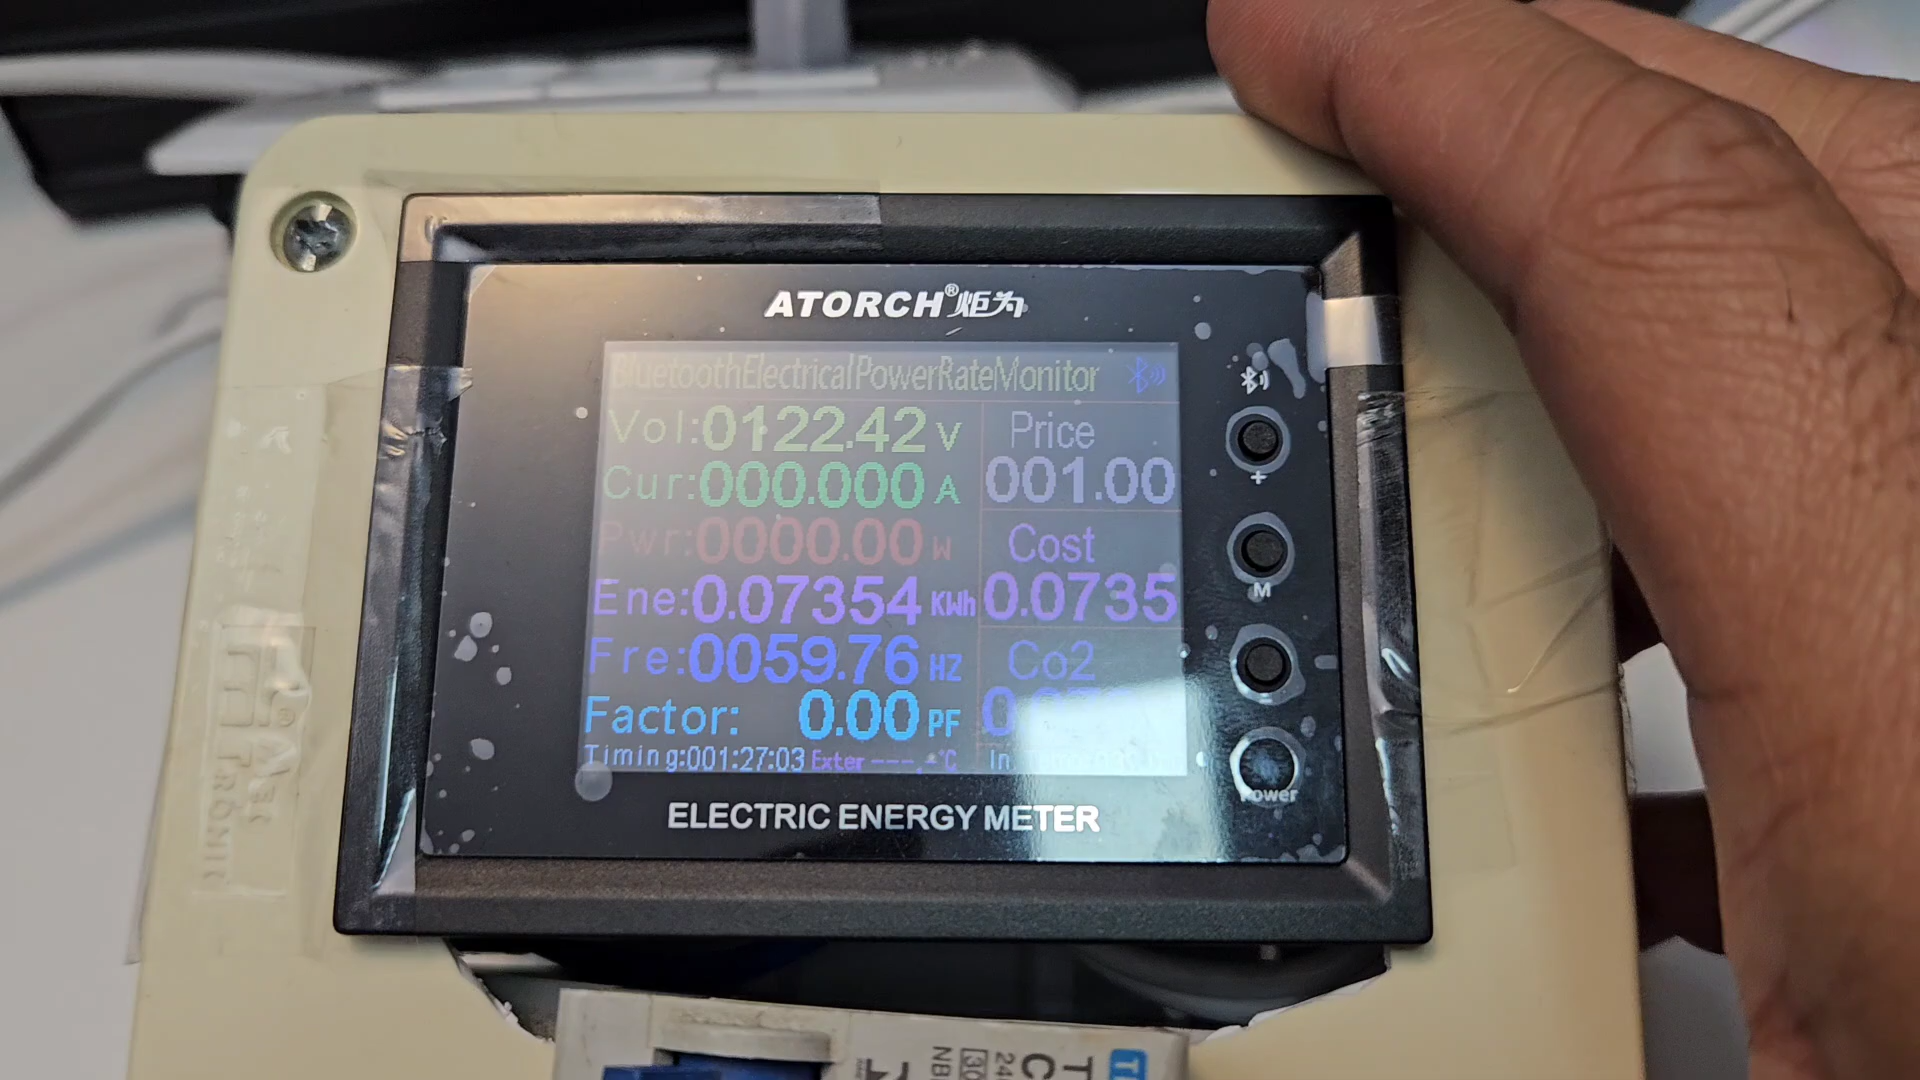 ATORCH®炬为
BluetoothElectricalPowerRateMonitor
Vol:0122.42 V
Cur:000.000 A
Pwr:0000.00 W
Ene:0.07354 KWh
Fre:0059.76 HZ
Factor: 0.00 PF
Timing:001:27:03 Exter ---.-°C In
Price
001.00
Cost
0.0735
Co2
+
M
-
Power
ELECTRIC ENERGY METER